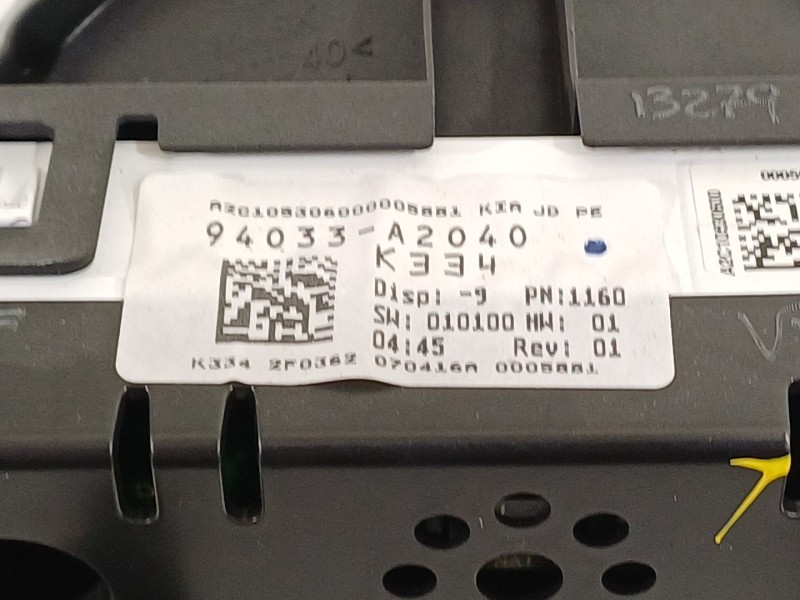 40<
13279
A2C10530600000005881 KIA JD PE
94033-A2040
K334
Disp: -9 PN:1160
SW: 010100 HW: 01
04:45 Rev: 01
K334 2F0362 070416A 0005881